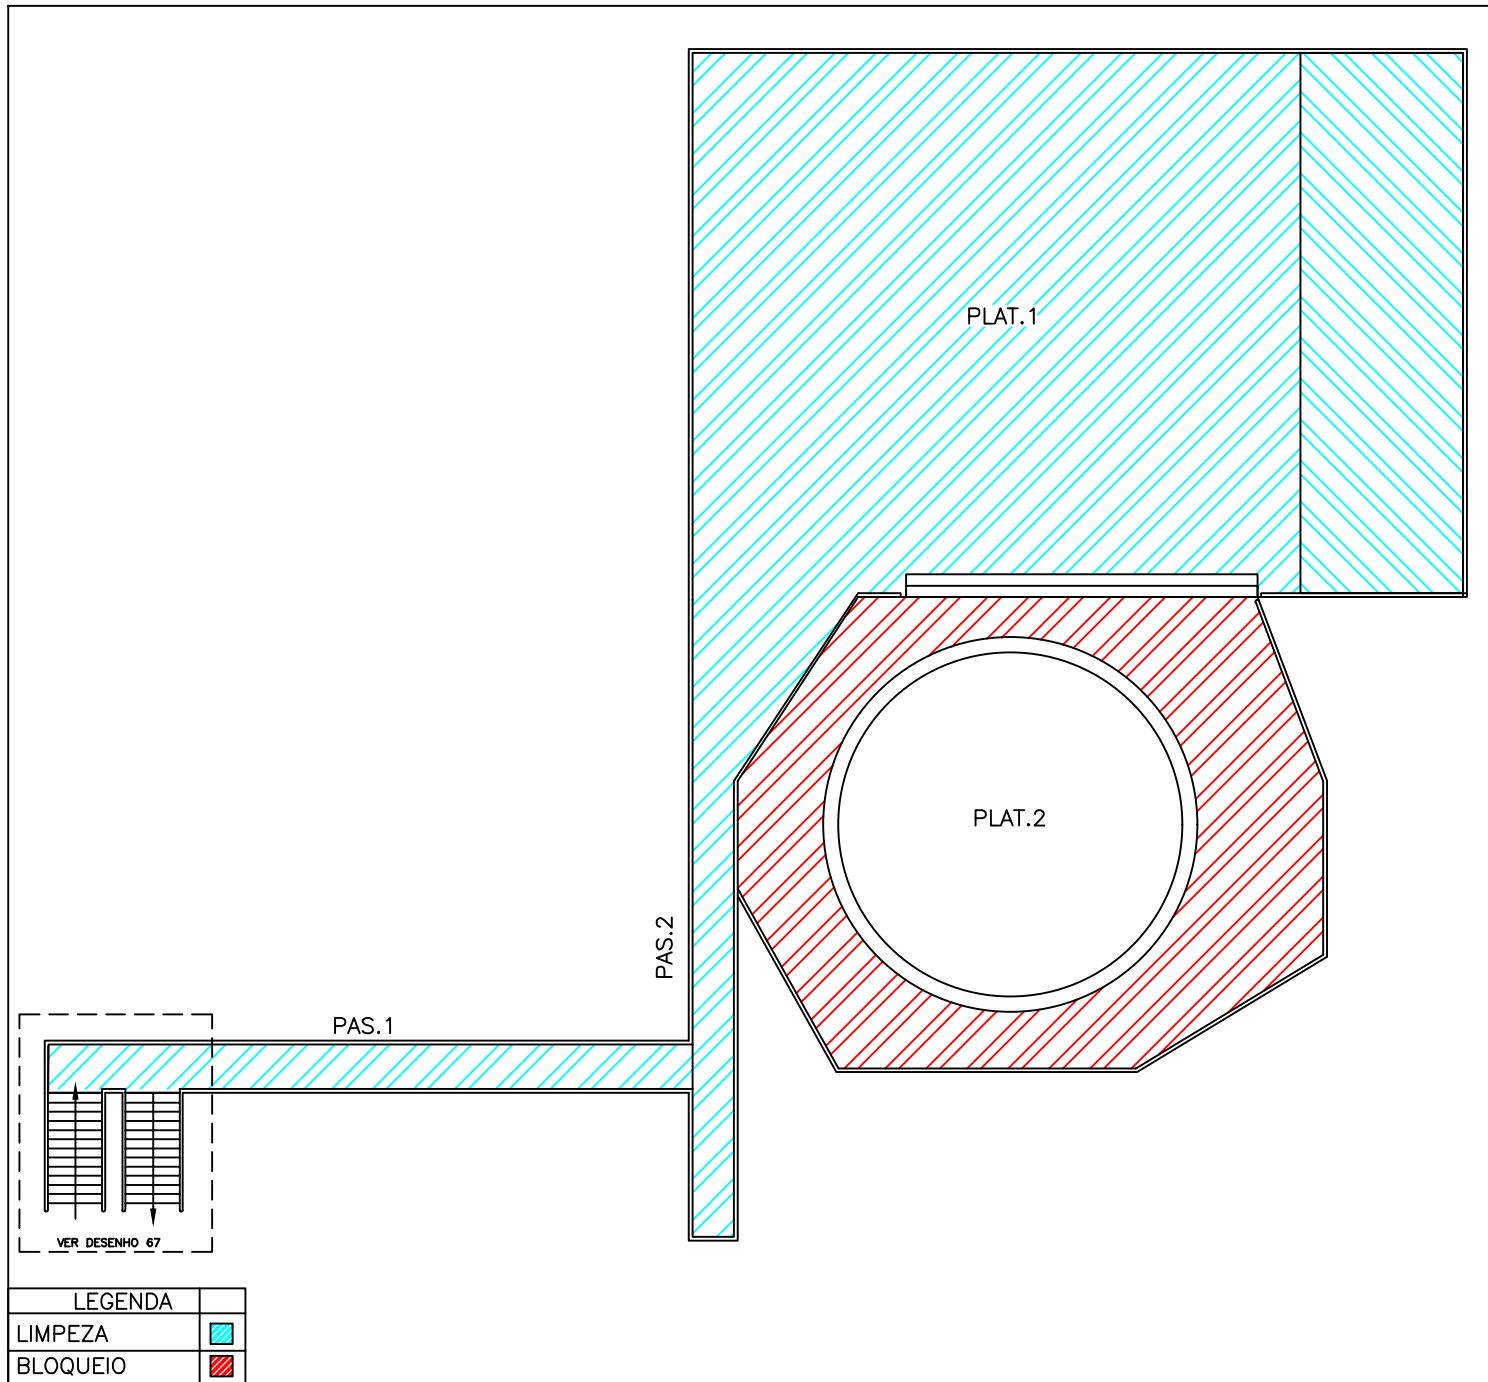 PLAT.1
PLAT.2
PAS.2
PAS.1
VER DESENHO 67
LEGENDA
LIMPEZA
BLOQUEIO